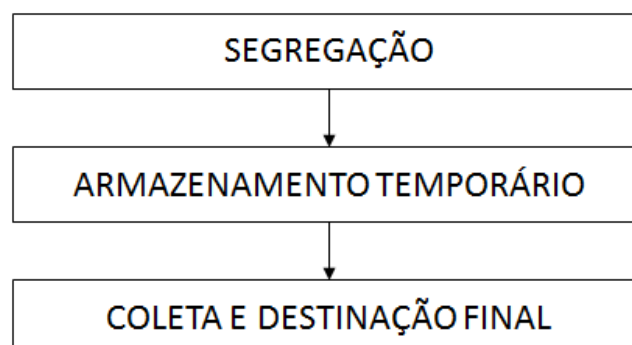 SEGREGAÇÃO
ARMAZENAMENTO TEMPORÁRIO
COLETA E DESTINAÇÃO FINAL